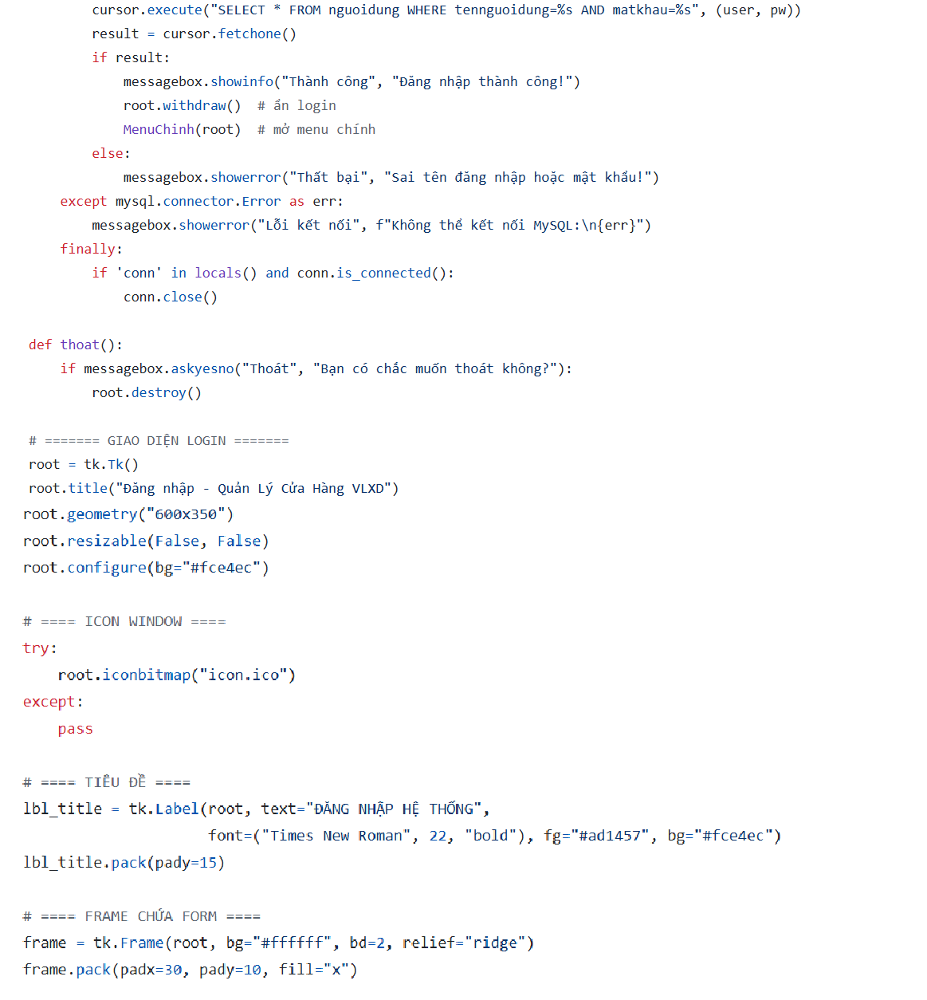 cursor.execute("SELECT * FROM nguoidung WHERE tennguoidung=%s AND matkhau=%s", (user, pw))
result = cursor.fetchone()
if result:
messagebox.showinfo("Thành công", "Đăng nhập thành công!")
root.withdraw()  # ẩn login
MenuChinh(root)  # mở menu chính
else:
messagebox.showerror("Thất bại", "Sai tên đăng nhập hoặc mật khẩu!")
except mysql.connector.Error as err:
messagebox.showerror("Lỗi kết nối", f"Không thể kết nối MySQL:\n{err}")
finally:
if 'conn' in locals() and conn.is_connected():
conn.close()
def thoat():
if messagebox.askyesno("Thoát", "Bạn có chắc muốn thoát không?"):
root.destroy()
# ======= GIAO DIỆN LOGIN =======
root = tk.Tk()
root.title("Đăng nhập - Quản Lý Cửa Hàng VLXD")
root.geometry("600x350")
root.resizable(False, False)
root.configure(bg="#fce4ec")
# ==== ICON WINDOW ====
try:
root.iconbitmap("icon.ico")
except:
pass
# ==== TIÊU ĐỀ ====
lbl_title = tk.Label(root, text="ĐĂNG NHẬP HỆ THỐNG",
font=("Times New Roman", 22, "bold"), fg="#ad1457", bg="#fce4ec")
lbl_title.pack(pady=15)
# ==== FRAME CHỨA FORM ====
frame = tk.Frame(root, bg="#ffffff", bd=2, relief="ridge")
frame.pack(padx=30, pady=10, fill="x")